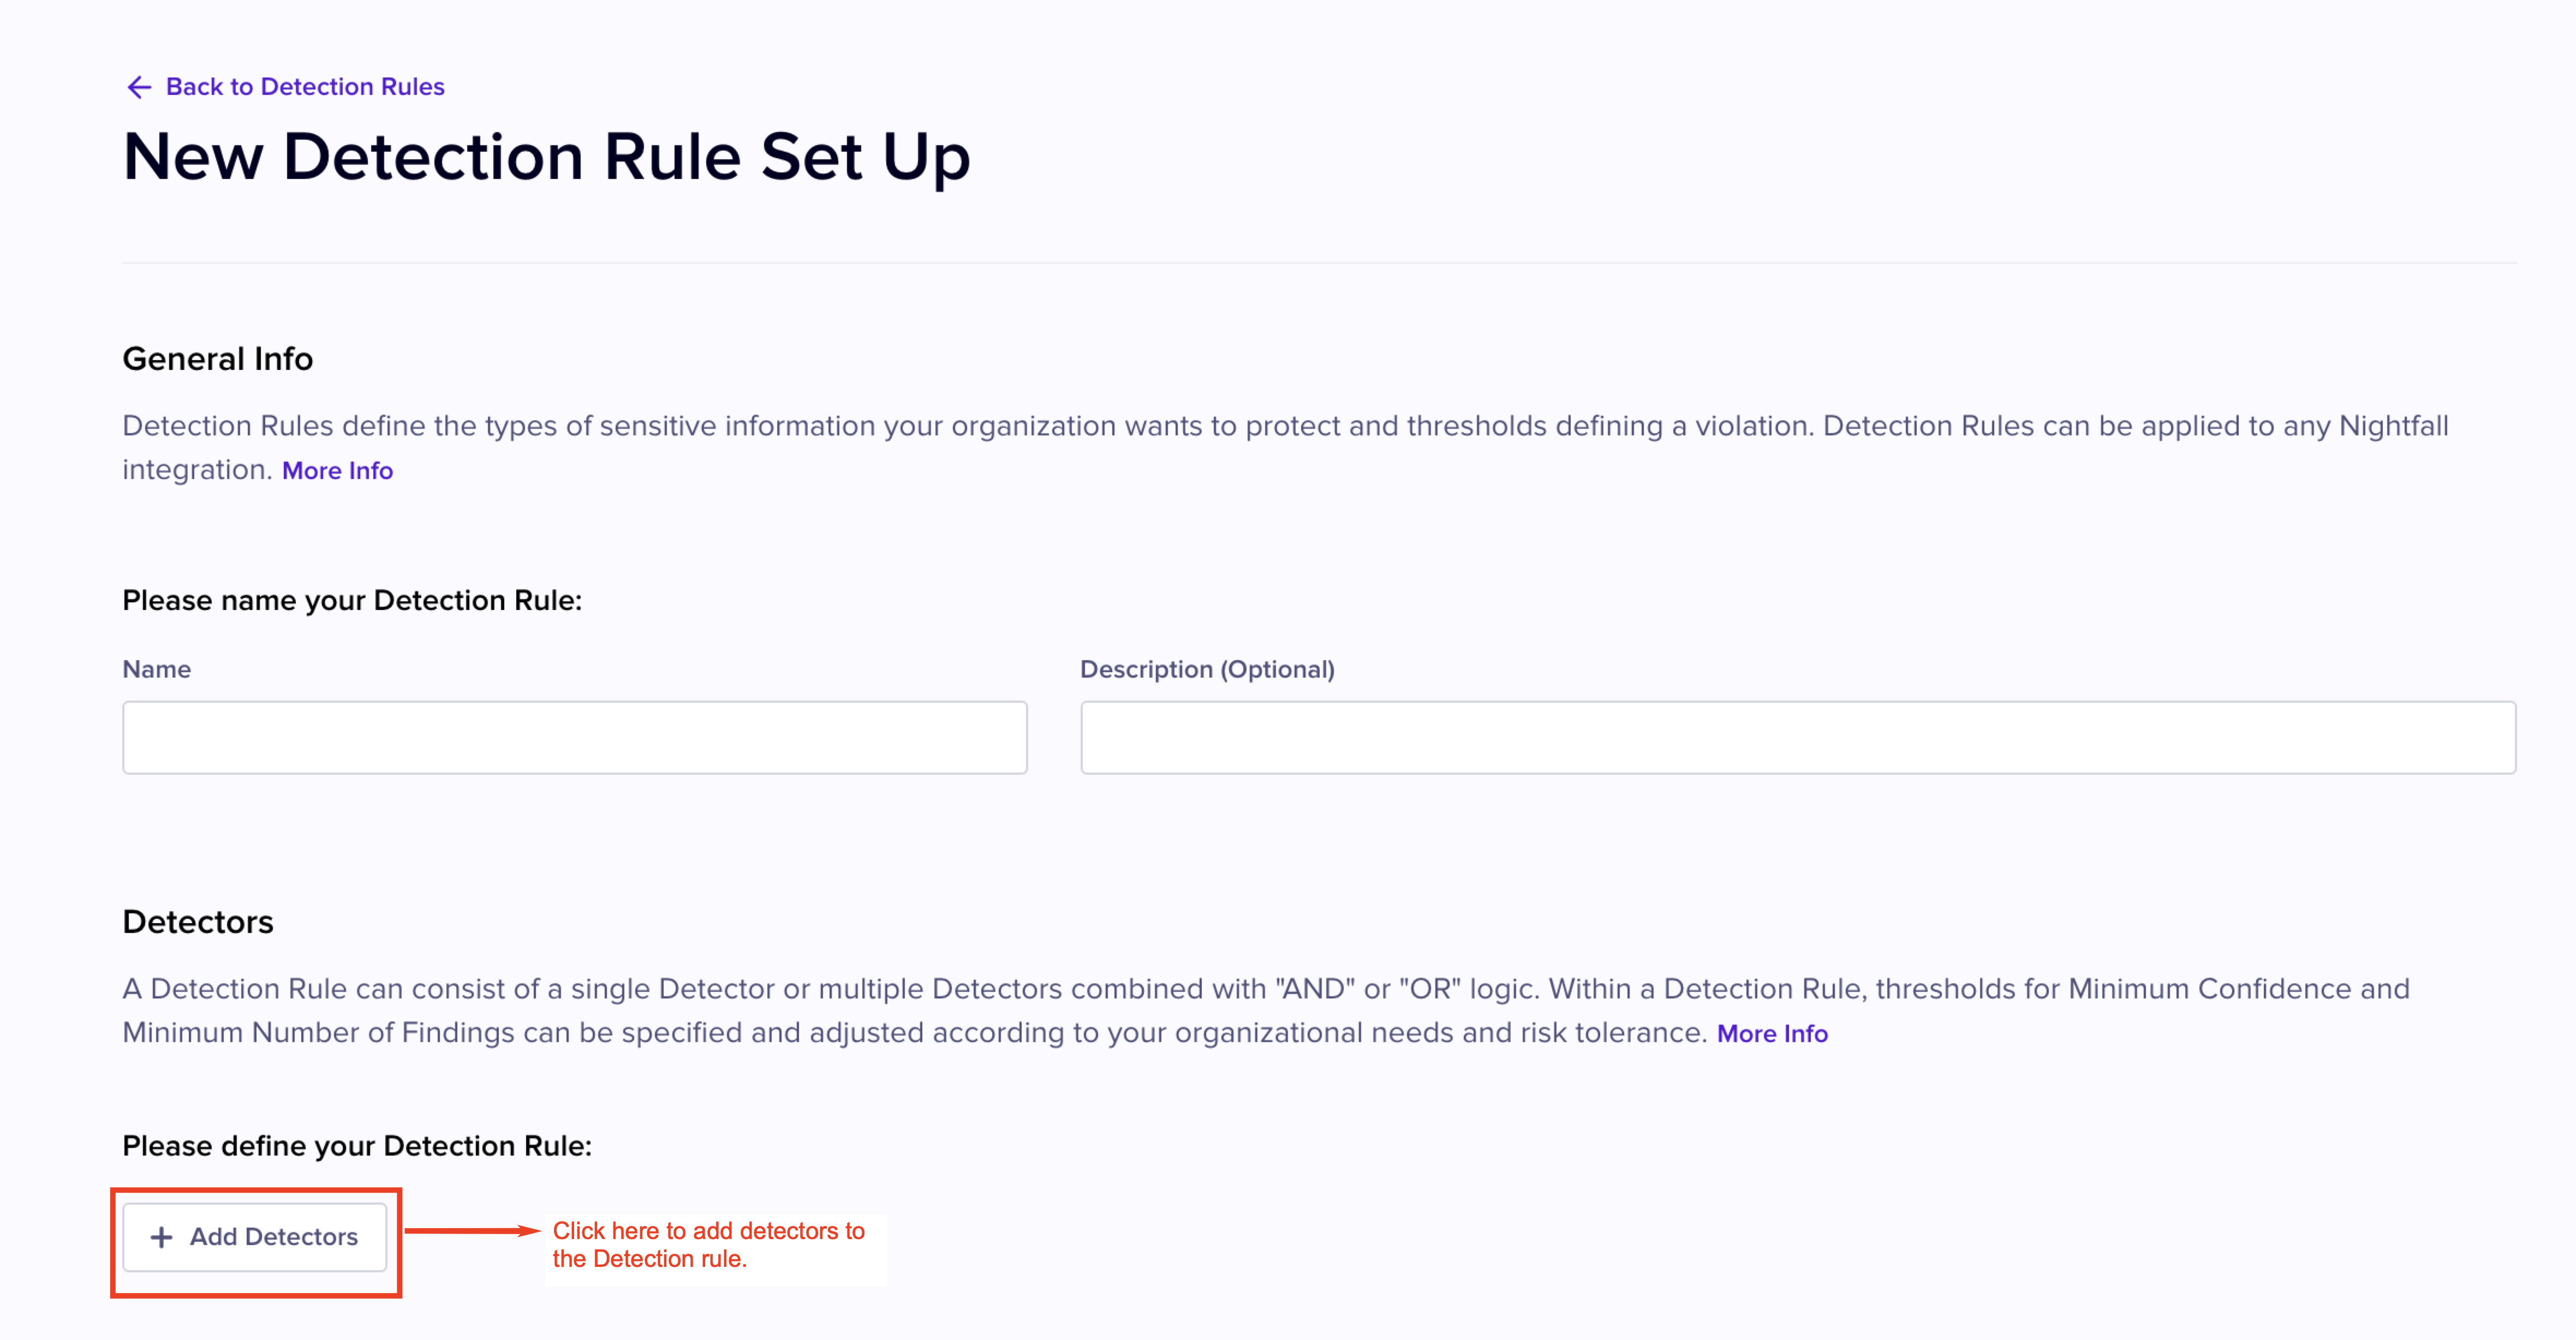 Back to Detection Rules
New Detection Rule Set Up
General Info
Detection Rules define the types of sensitive information your organization wants to protect and thresholds defining a violation. Detection Rules can be applied to any Nightfall
integration. More Info
Please name your Detection Rule:
Name
Description (Optional)
Detectors
A Detection Rule can consist of a single Detector or multiple Detectors combined with "AND" or "OR" logic. Within a Detection Rule, thresholds for Minimum Confidence and
Minimum Number of Findings can be specified and adjusted according to your organizational needs and risk tolerance. More Info
Please define your Detection Rule:
+ Add Detectors
Click here to add detectors to
the Detection rule.